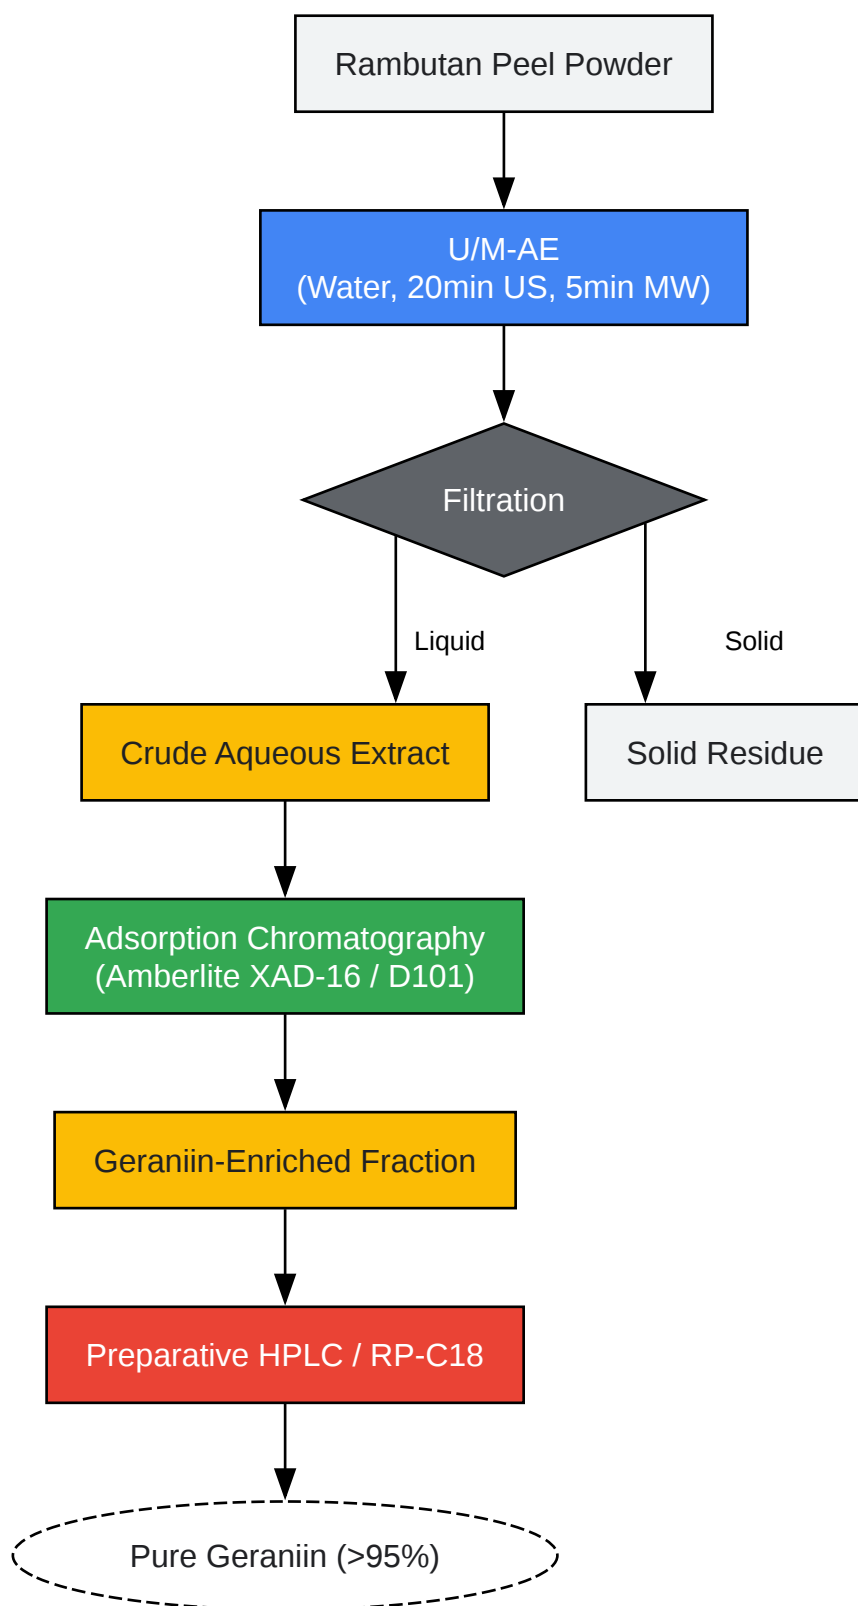 Rambutan Peel Powder
U/M-AE
(Water, 20min US, 5min MW)
Filtration
Liquid
Solid
Crude Aqueous Extract
Solid Residue
Adsorption Chromatography
(Amberlite XAD-16 / D101)
Geraniin-Enriched Fraction
Preparative HPLC / RP-C18
Pure Geraniin (>95%)